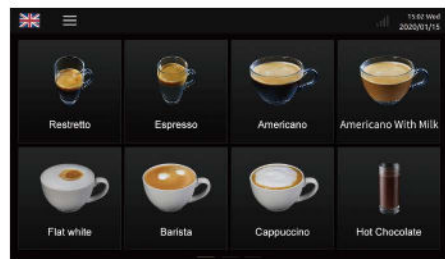 15:02 Wed
2020/01/15
Restretto
Espresso
Americano
Americano With Milk
Flat white
Barista
Cappuccino
Hot Chocolate